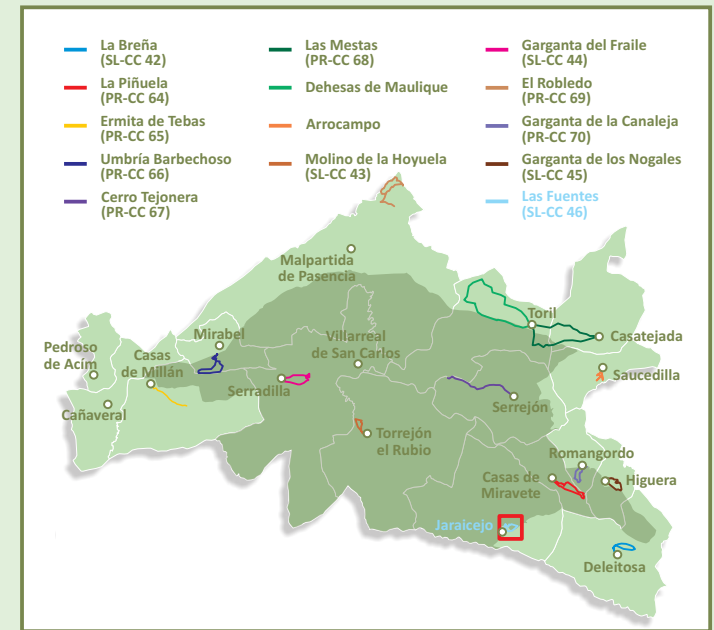 La Breña
(SL-CC 42)
La Piñuela
(PR-CC 64)
Ermita de Tebas
(PR-CC 65)
Umbría Barbechoso
(PR-CC 66)
Cerro Tejonera
(PR-CC 67)
Las Mestas
(PR-CC 68)
Dehesas de Maulique
Arrocampo
Molino de la Hoyuela
(SL-CC 43)
Garganta del Fraile
(SL-CC 44)
El Robledo
(PR-CC 69)
Garganta de la Canaleja
(PR-CC 70)
Garganta de los Nogales
(SL-CC 45)
Las Fuentes
(SL-CC 46)
Malpartida
de Pasencia
Toril
Casatejada
Mirabel
Villarreal
de San Carlos
Pedroso
de Acím
Casas
de Millán
Saucedilla
Serradilla
Serrejón
Cañaveral
Torrejón
el Rubio
Romangordo
Casas de
Miravete
Higuera
Jaraicejo
Deleitosa